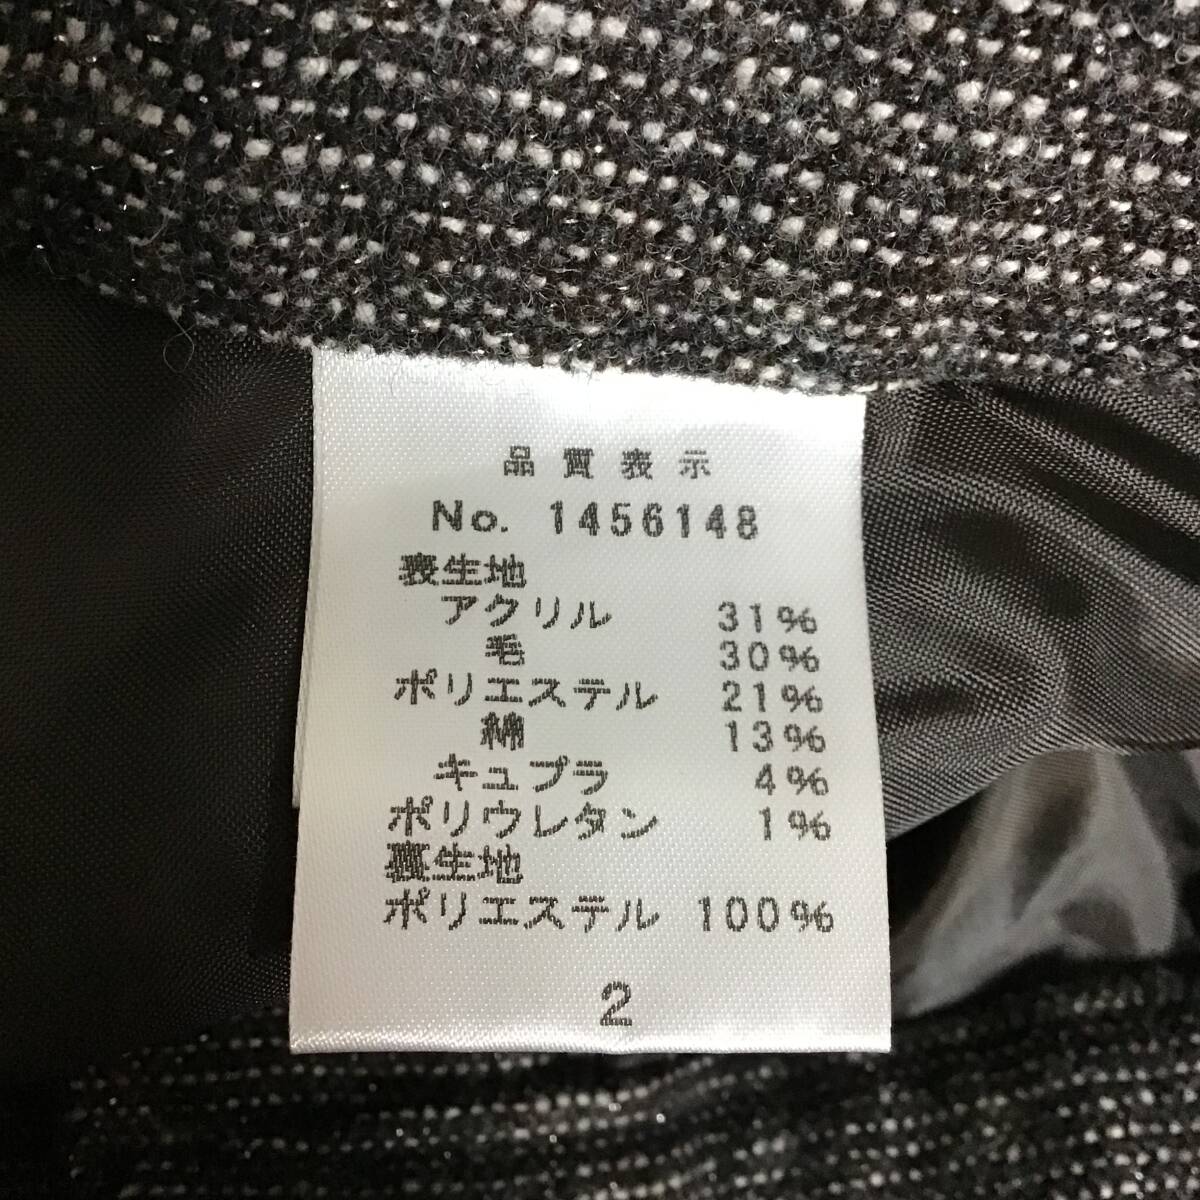 品質表示
No. 1456148
表生地
アクリル 31%
毛 30%
ポリエステル 21%
綿 13%
キュプラ 4%
ポリウレタン 1%
裏生地
ポリエステル 100%
2